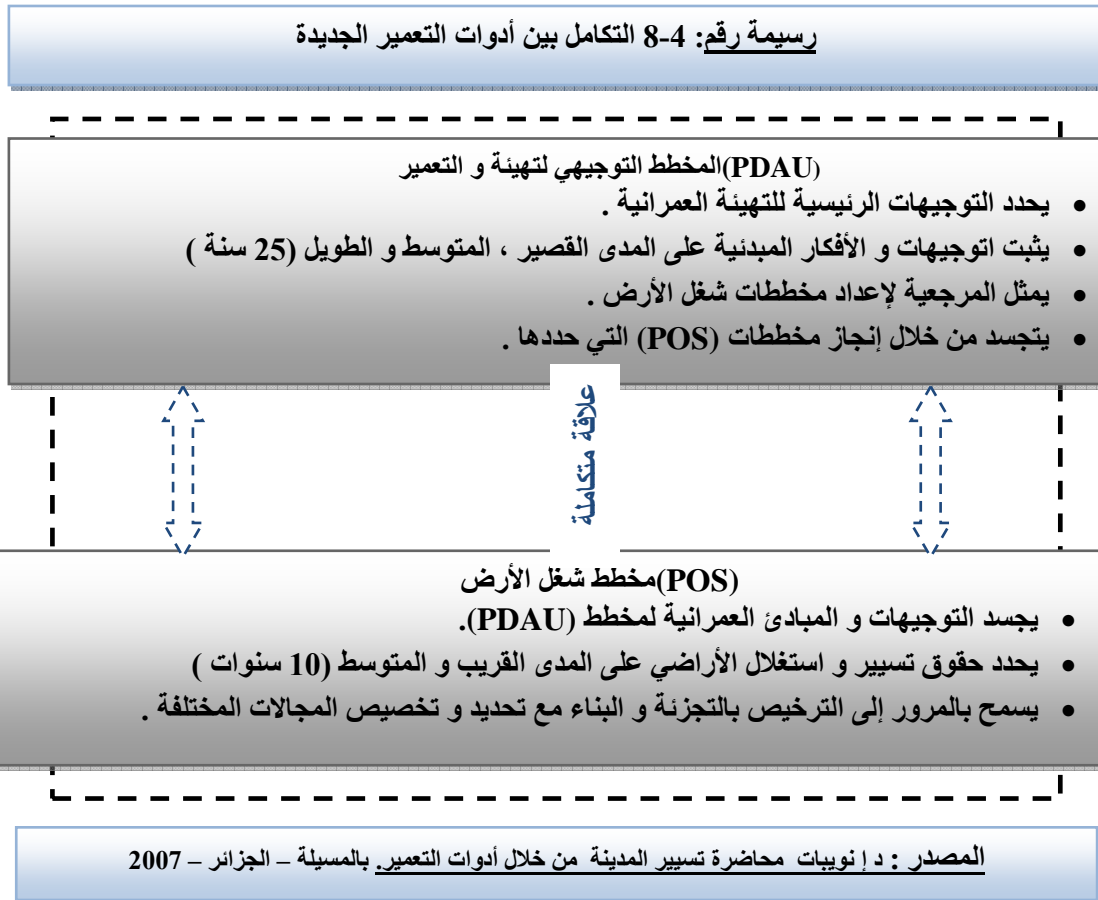 رسيمة رقم: 4-8 التكامل بين أدوات التعمير الجديدة
(PDAU)المخطط التوجيهي لتهيئة و التعمير
• يحدد التوجيهات الرئيسية للتهيئة العمرانية .
• يثبت اتوجيهات و الأفكار المبدئية على المدى القصير ، المتوسط و الطويل (25 سنة )
• يمثل المرجعية لإعداد مخططات شغل الأرض .
• يتجسد من خلال إنجاز مخططات (POS) التي حددها .
علاقة متكاملة
(POS)مخطط شغل الأرض
• يجسد التوجيهات و المبادئ العمرانية لمخطط (PDAU).
• يحدد حقوق تسيير و استغلال الأراضي على المدى القريب و المتوسط (10 سنوات )
• يسمح بالمرور إلى الترخيص بالتجزئة و البناء مع تحديد و تخصيص المجالات المختلفة .
المصدر : د إ نويبات محاضرة تسيير المدينة من خلال أدوات التعمير. بالمسيلة – الجزائر – 2007